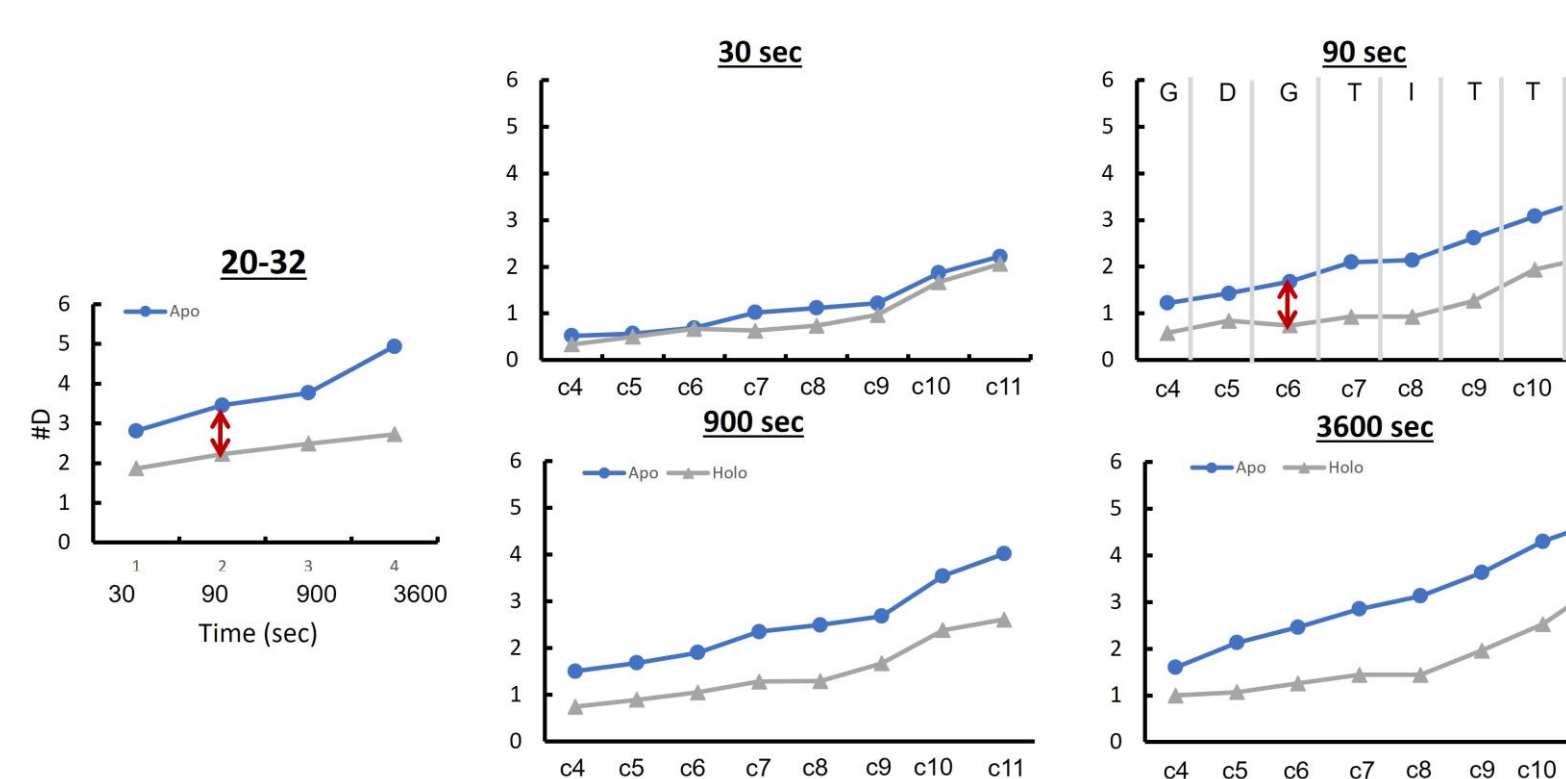 20-32
6
Apo
5
4
3
2
1
0
#D
1 2 3 4
30 90 900 3600
Time (sec)
30 sec
6
5
4
3
2
1
0
c4 c5 c6 c7 c8 c9 c10 c11
90 sec
G D G T I T T
6
5
4
3
2
1
0
c4 c5 c6 c7 c8 c9 c10
900 sec
Apo Holo
6
5
4
3
2
1
0
c4 c5 c6 c7 c8 c9 c10 c11
3600 sec
Apo Holo
6
5
4
3
2
1
0
c4 c5 c6 c7 c8 c9 c10